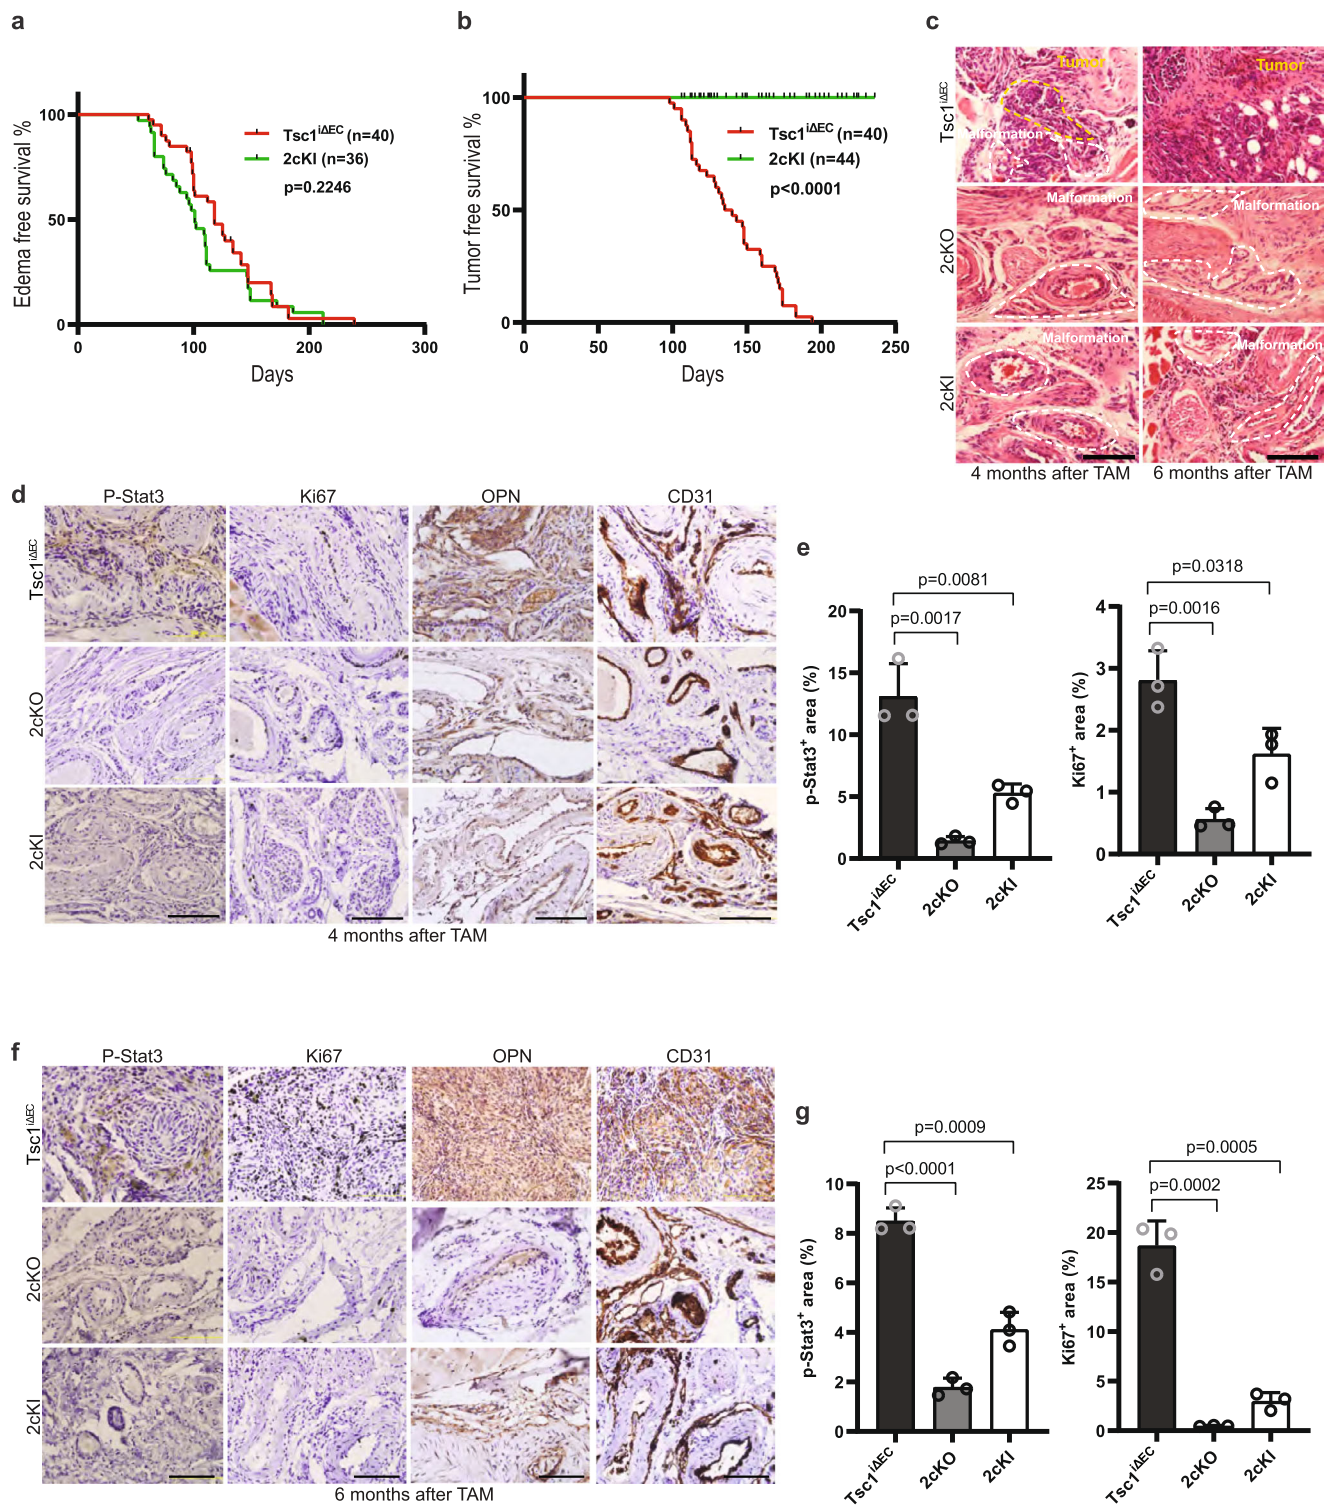 a
Edema free survival %
100
50
0
0 100 200 300
Days
Tsc1iΔEC (n=40)
2cKI (n=36)
p=0.2246
b
Tumor free survival %
100
50
0
0 50 100 150 200 250
Days
Tsc1iΔEC (n=40)
2cKI (n=44)
p<0.0001
c
Tsc1iΔEC
Tumor
Malformation
Tumor
2cKO
Malformation
Malformation
2cKI
Malformation
Malformation
4 months after TAM
6 months after TAM
d
P-Stat3 Ki67 OPN CD31
Tsc1iΔEC
2cKO
2cKI
4 months after TAM
e
p-Stat3+ area (%)
20
15
10
5
0
p=0.0081
p=0.0017
Tsc1iΔEC
2cKO
2cKI
Ki67+ area (%)
4
3
2
1
0
p=0.0318
p=0.0016
Tsc1iΔEC
2cKO
2cKI
f
P-Stat3 Ki67 OPN CD31
Tsc1iΔEC
2cKO
2cKI
6 months after TAM
g
p-Stat3+ area (%)
10
8
6
4
2
0
p=0.0009
p<0.0001
Tsc1iΔEC
2cKO
2cKI
Ki67+ area (%)
25
20
15
10
5
0
p=0.0005
p=0.0002
Tsc1iΔEC
2cKO
2cKI